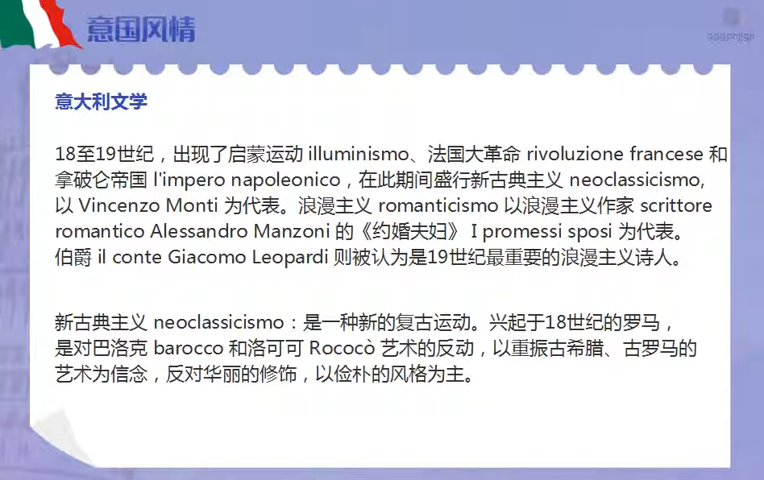 意国风情
意大利文学
18至19世纪，出现了启蒙运动 illuminismo、法国大革命 rivoluzione francese 和
拿破仑帝国 l'impero napoleonico，在此期间盛行新古典主义 neoclassicismo,
以 Vincenzo Monti 为代表。浪漫主义 romanticismo 以浪漫主义作家 scrittore
romantico Alessandro Manzoni 的《约婚夫妇》 I promessi sposi 为代表。
伯爵 il conte Giacomo Leopardi 则被认为是19世纪最重要的浪漫主义诗人。
新古典主义 neoclassicismo：是一种新的复古运动。兴起于18世纪的罗马，
是对巴洛克 barocco 和洛可可 Rococò 艺术的反动，以重振古希腊、古罗马的
艺术为信念，反对华丽的修饰，以俭朴的风格为主。